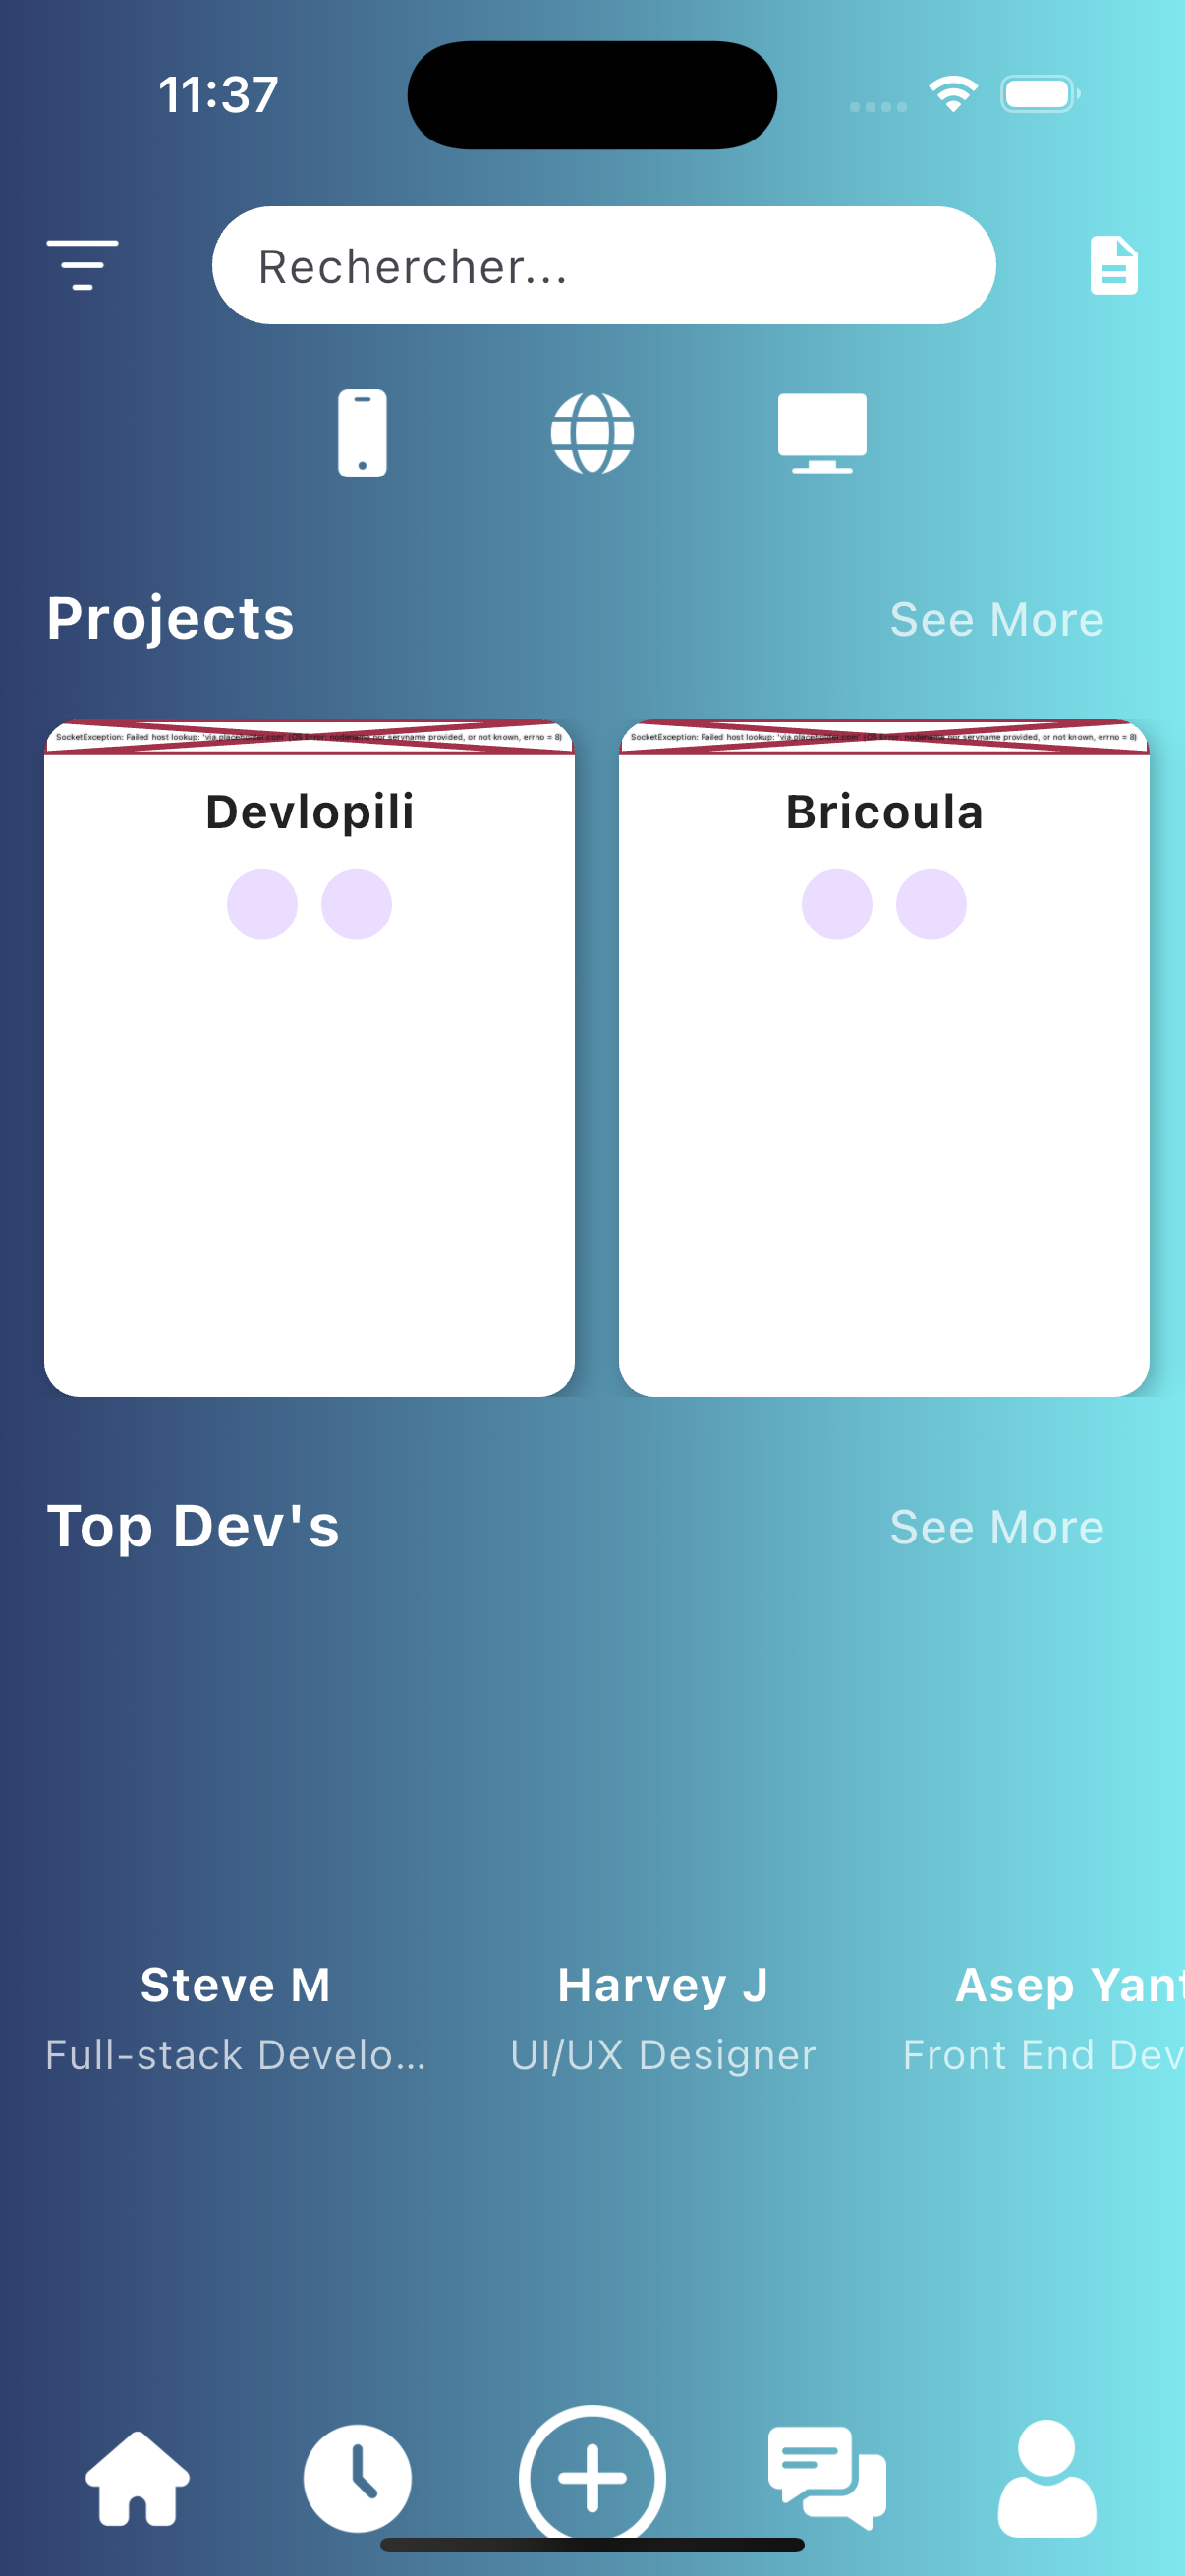 11:37
Rechercher...
Projects
See More
SocketException: Failed host lookup: 'via.placeholder.com' (OS Error: nodename nor servname provided, or not known, errno = 8)
SocketException: Failed host lookup: 'via.placeholder.com' (OS Error: nodename nor servname provided, or not known, errno = 8)
Devlopili
Bricoula
Top Dev's
See More
Steve M
Harvey J
Asep Yant
Full-stack Develo...
UI/UX Designer
Front End Dev